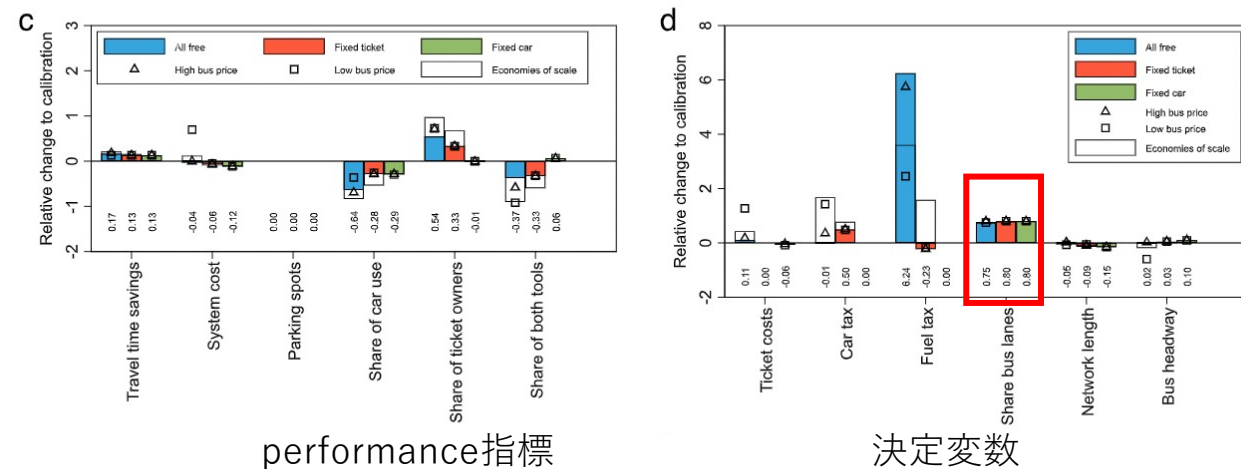 c
Relative change to calibration
3
2
1
0
-1
-2
All free
Fixed ticket
Fixed car
High bus price
Low bus price
Economies of scale
0.17
0.13
0.13
-0.04
-0.06
-0.12
0.00
0.00
0.00
-0.64
-0.28
-0.29
0.54
0.33
-0.01
-0.37
-0.33
0.06
Travel time savings
System cost
Parking spots
Share of car use
Share of ticket owners
Share of both tools
performance指標
d
Relative change to calibration
8
6
4
2
0
-2
All free
Fixed ticket
Fixed car
High bus price
Low bus price
Economies of scale
0.11
0.00
-0.06
-0.01
0.50
0.00
6.24
-0.23
0.00
0.75
0.80
0.80
-0.05
-0.09
-0.15
0.02
0.03
0.10
Ticket costs
Car tax
Fuel tax
Share bus lanes
Network length
Bus headway
決定変数